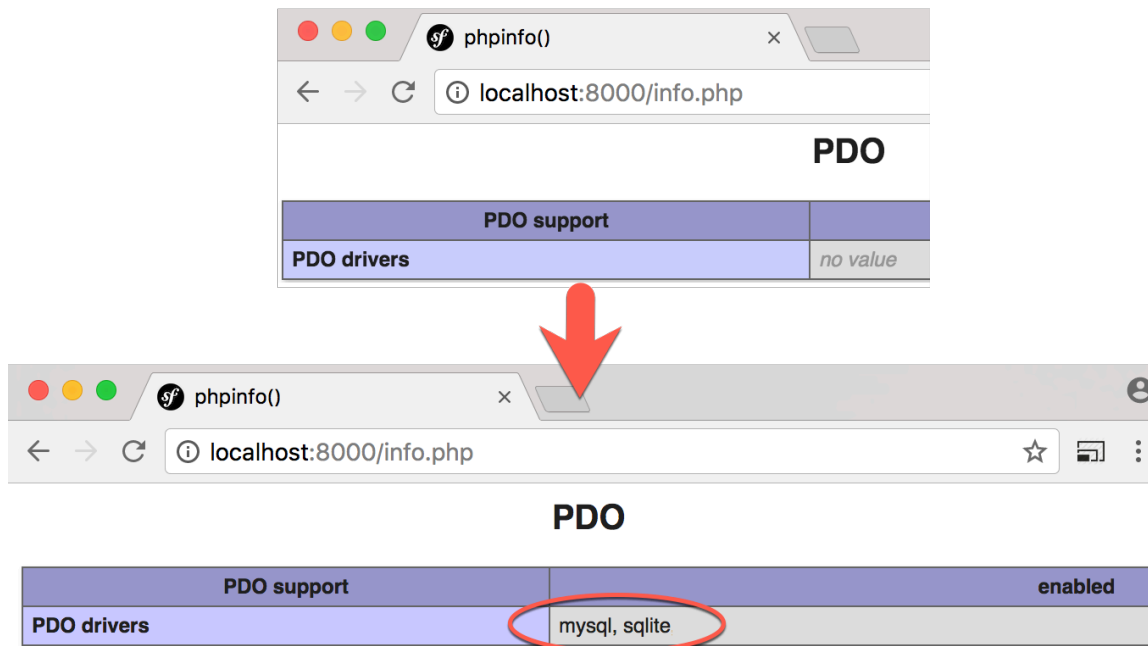 phpinfo()
localhost:8000/info.php
PDO
PDO support
PDO drivers no value
phpinfo()
localhost:8000/info.php
PDO
PDO support enabled
PDO drivers mysql, sqlite